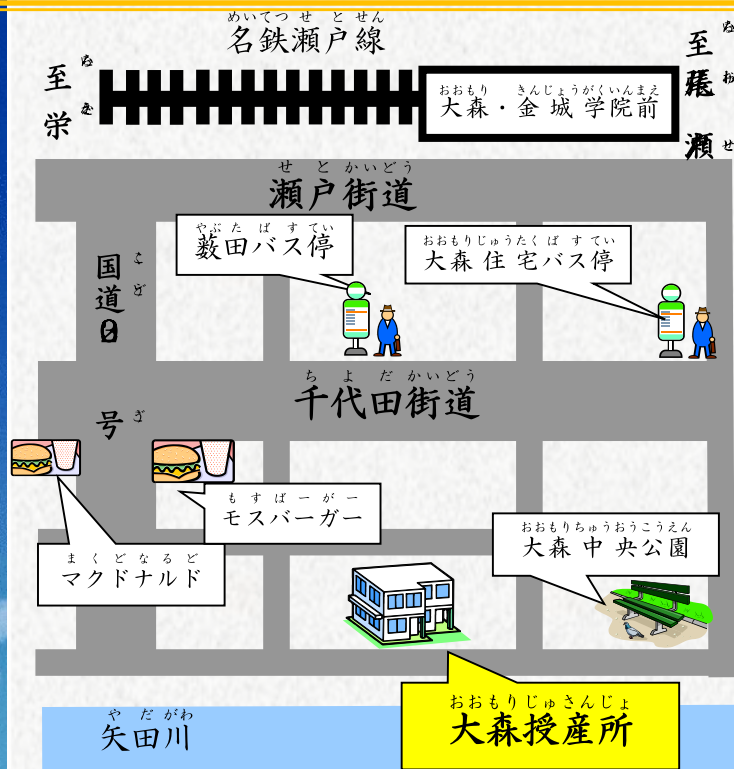 めいてつせとせん
名鉄瀬戸線
至
栄
至
おおもり きんじょうがくいんまえ
大森・金城学院前
せとかいどう
瀬戸街道
やぶたばすてい
薮田バス停
おおもりじゅうたくばすてい
大森住宅バス停
国道
号
ちよだかいどう
千代田街道
もすばーがー
モスバーガー
まくどなるど
マクドナルド
おおもりちゅうおうこうえん
大森中央公園
おおもりじゅさんじょ
大森授産所
やだがわ
矢田川